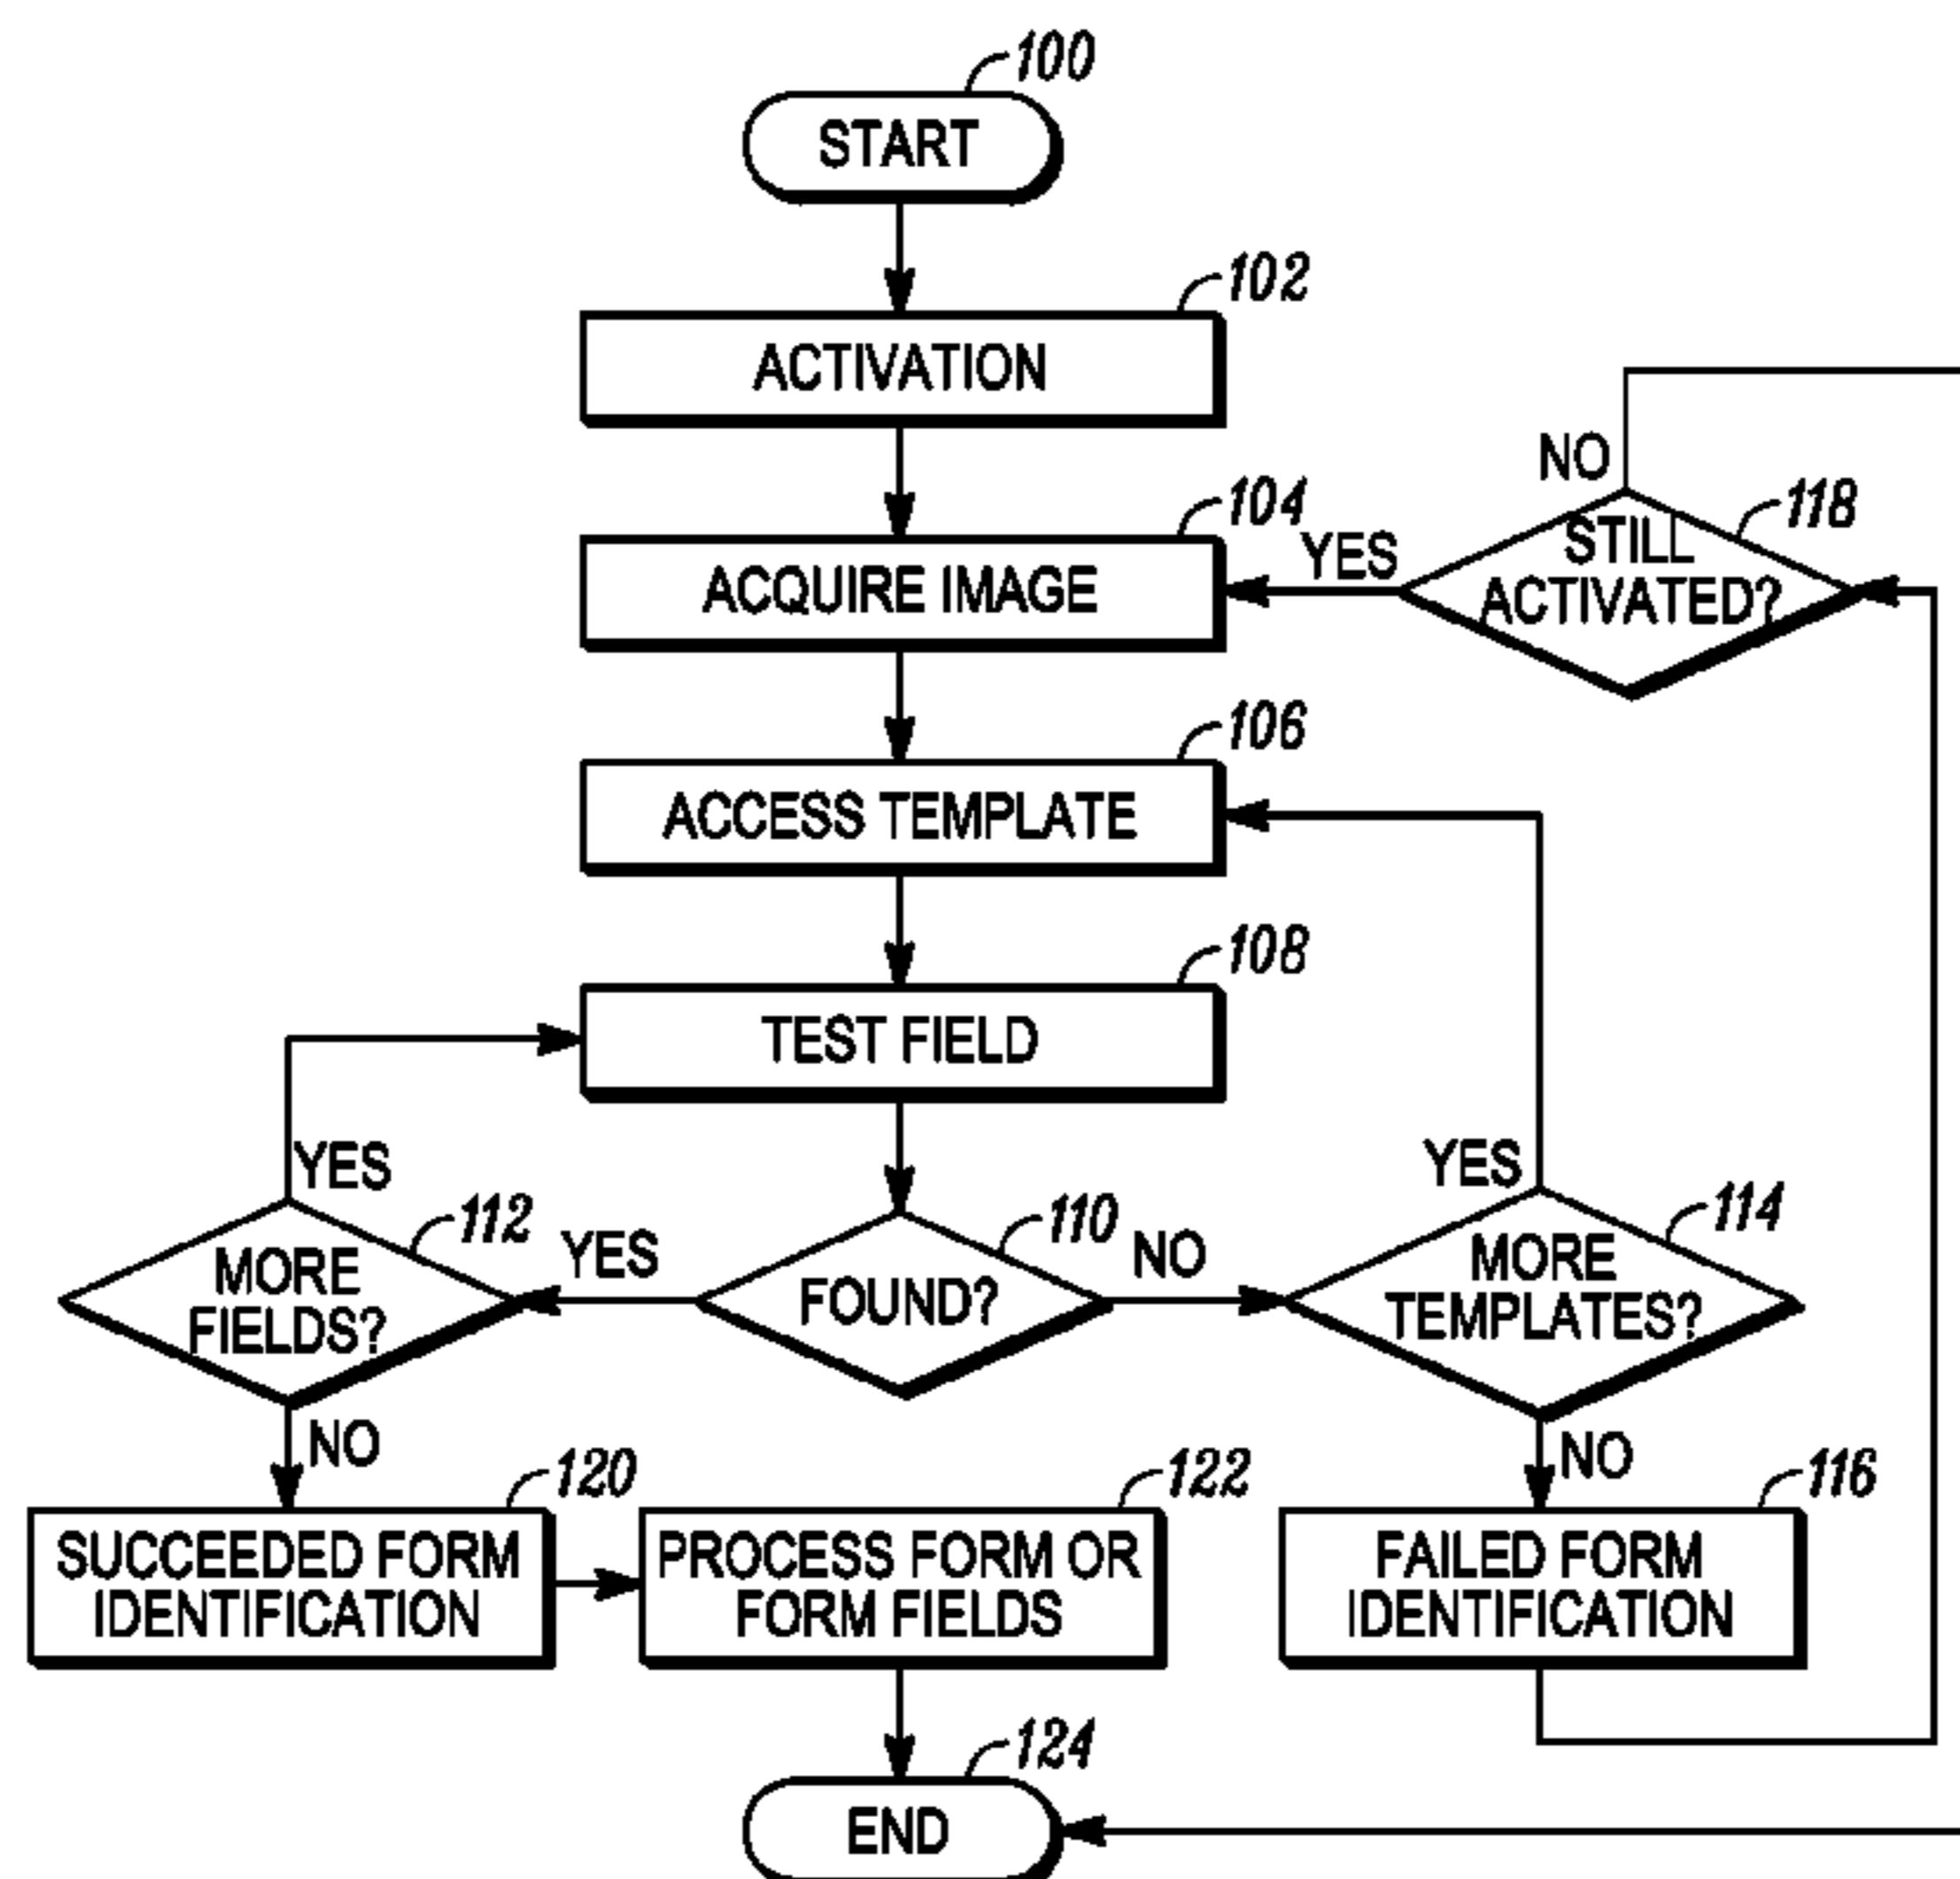 100
START
102
ACTIVATION
NO
104
118
ACQUIRE IMAGE
YES
STILL
ACTIVATED?
106
ACCESS TEMPLATE
108
TEST FIELD
YES
YES
112
110
114
MORE
FIELDS?
YES
FOUND?
NO
MORE
TEMPLATES?
NO
NO
120
122
116
SUCCEEDED FORM
IDENTIFICATION
PROCESS FORM OR
FORM FIELDS
FAILED FORM
IDENTIFICATION
124
END